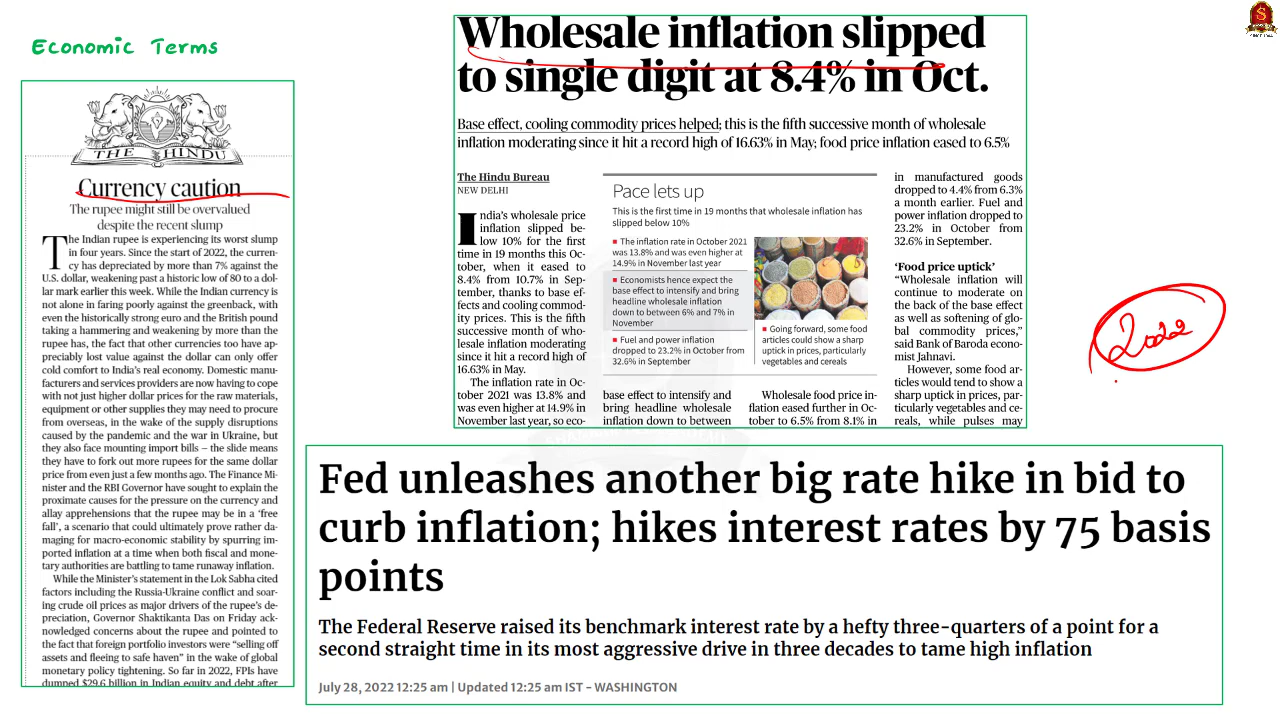 Economic Terms
THE HINDU
Currency caution
The rupee might still be overvalued
despite the recent slump
The Indian rupee is experiencing its worst slump
in four years. Since the start of 2022, the curren-
cy has depreciated by more than 7% against the
U.S. dollar, weakening past a historic low of 80 to a dol-
lar mark earlier this week. While the Indian currency is
not alone in faring poorly against the greenback, with
even the historically strong euro and the British pound
taking a hammering and weakening by more than the
rupee has, the fact that other currencies too have ap-
preciably lost value against the dollar can only offer
cold comfort to India's real economy. Domestic manu-
facturers and services providers are now having to cope
with not just higher dollar prices for the raw materials,
equipment or other supplies they may need to procure
from overseas, in the wake of the supply disruptions
caused by the pandemic and the war in Ukraine, but
they also face mounting import bills — the slide means
they have to fork out more rupees for the same dollar
price from even just a few months ago. The Finance Mi-
nister and the RBI Governor have sought to explain the
proximate causes for the pressure on the currency and
allay apprehensions that the rupee may be in a 'free
fall', a scenario that could ultimately prove rather da-
maging for macro-economic stability by spurring im-
ported inflation at a time when both fiscal and mone-
tary authorities are battling to tame runaway inflation.
While the Minister's statement in the Lok Sabha cited
factors including the Russia-Ukraine conflict and soar-
ing crude oil prices as major drivers of the rupee's de-
preciation, Governor Shaktikanta Das on Friday ack-
nowledged concerns about the rupee and pointed to
the fact that foreign portfolio investors were "selling off
assets and fleeing to safe haven" in the wake of global
monetary policy tightening. So far in 2022, FPIs have
dumped $29.6 billion in Indian equity and debt after
Wholesale inflation slipped
to single digit at 8.4% in Oct.
Base effect, cooling commodity prices helped; this is the fifth successive month of wholesale
inflation moderating since it hit a record high of 16.63% in May; food price inflation eased to 6.5%
The Hindu Bureau
NEW DELHI
India's wholesale price
inflation slipped be-
low 10% for the first
time in 19 months this Oc-
tober, when it eased to
8.4% from 10.7% in Sep-
tember, thanks to base ef-
fects and cooling commod-
ity prices. This is the fifth
successive month of who-
lesale inflation moderating
since it hit a record high of
16.63% in May.
The inflation rate in Oc-
tober 2021 was 13.8% and
was even higher at 14.9% in
November last year, so eco-
Pace lets up
This is the first time in 19 months that wholesale inflation has
slipped below 10%
■ The inflation rate in October 2021
was 13.8% and was even higher at
14.9% in November last year
■ Economists hence expect the
base effect to intensify and bring
headline wholesale inflation
down to between 6% and 7% in
November
■ Fuel and power inflation
dropped to 23.2% in October from
32.6% in September
■ Going forward, some food
articles could show a sharp
uptick in prices, particularly
vegetables and cereals
base effect to intensify and
bring headline wholesale
inflation down to between
Wholesale food price in-
flation eased further in Oc-
tober to 6.5% from 8.1% in
in manufactured goods
dropped to 4.4% from 6.3%
a month earlier. Fuel and
power inflation dropped to
23.2% in October from
32.6% in September.
'Food price uptick'
"Wholesale inflation will
continue to moderate on
the back of the base effect
as well as softening of glo-
bal commodity prices,"
said Bank of Baroda econo-
mist Jahnavi.
However, some food ar-
ticles would tend to show a
sharp uptick in prices, par-
ticularly vegetables and ce-
reals, while pulses may
2022
Fed unleashes another big rate hike in bid to
curb inflation; hikes interest rates by 75 basis
points
The Federal Reserve raised its benchmark interest rate by a hefty three-quarters of a point for a
second straight time in its most aggressive drive in three decades to tame high inflation
July 28, 2022 12:25 am | Updated 12:25 am IST - WASHINGTON